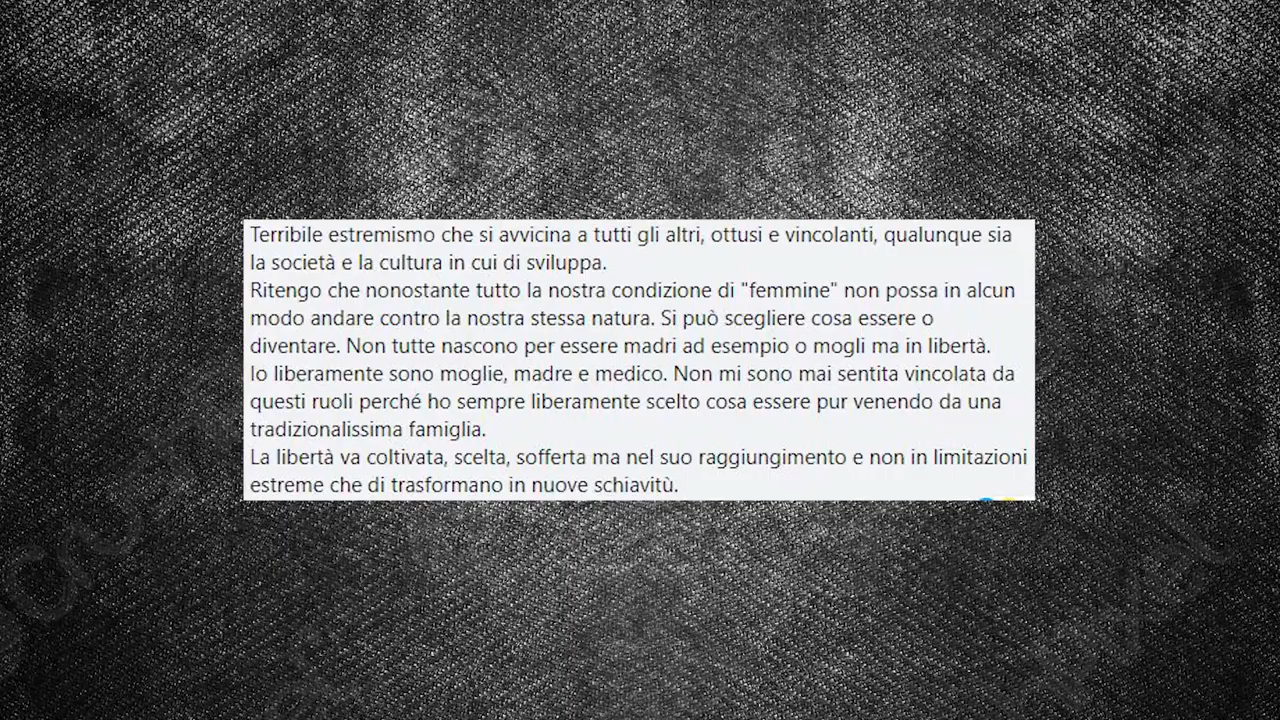 Terribile estremismo che si avvicina a tutti gli altri, ottusi e vincolanti, qualunque sia
la società e la cultura in cui di sviluppa.
Ritengo che nonostante tutto la nostra condizione di "femmine" non possa in alcun
modo andare contro la nostra stessa natura. Si può scegliere cosa essere o
diventare. Non tutte nascono per essere madri ad esempio o mogli ma in libertà.
Io liberamente sono moglie, madre e medico. Non mi sono mai sentita vincolata da
questi ruoli perché ho sempre liberamente scelto cosa essere pur venendo da una
tradizionalissima famiglia.
La libertà va coltivata, scelta, sofferta ma nel suo raggiungimento e non in limitazioni
estreme che di trasformano in nuove schiavitù.